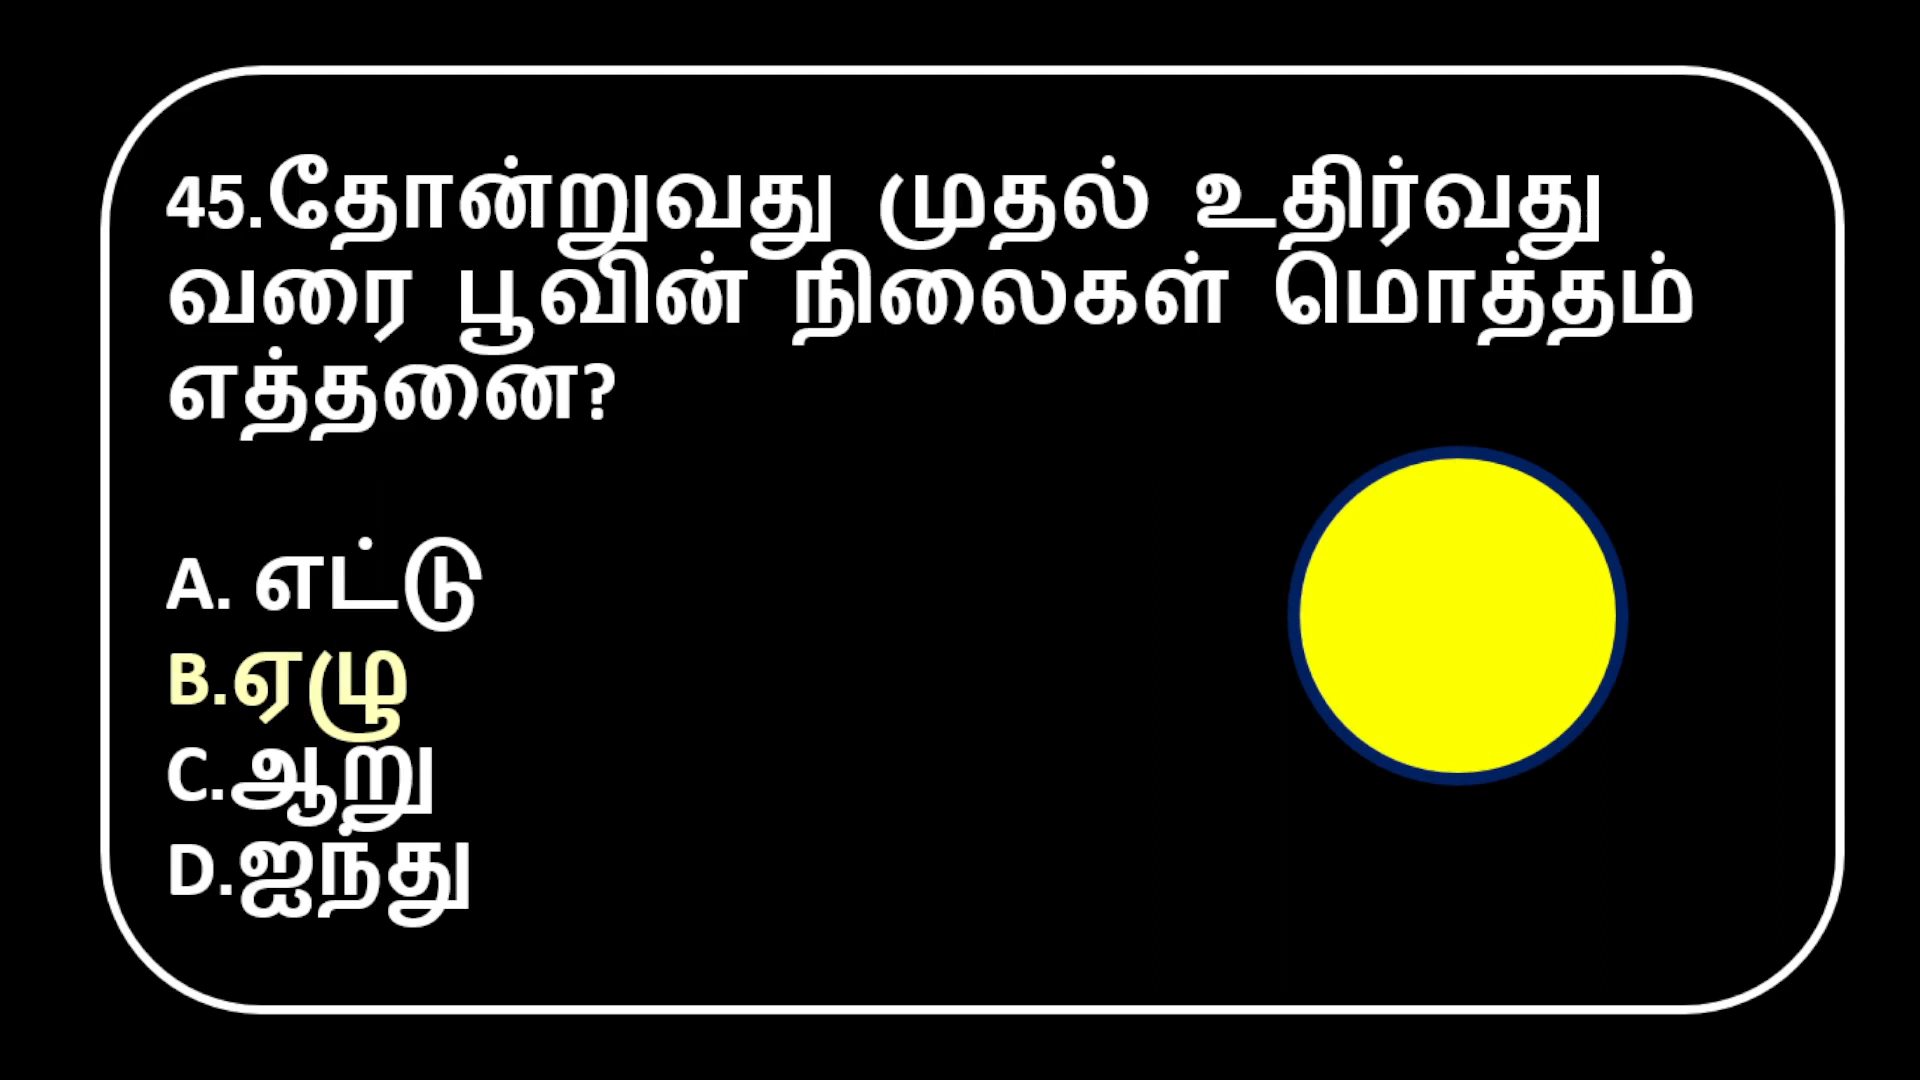 45.தோன்றுவது முதல் உதிர்வது
வரை பூவின் நிலைகள் மொத்தம்
எத்தனை?
A. எட்டு
B.ஏழு
C.ஆறு
D.ஐந்து